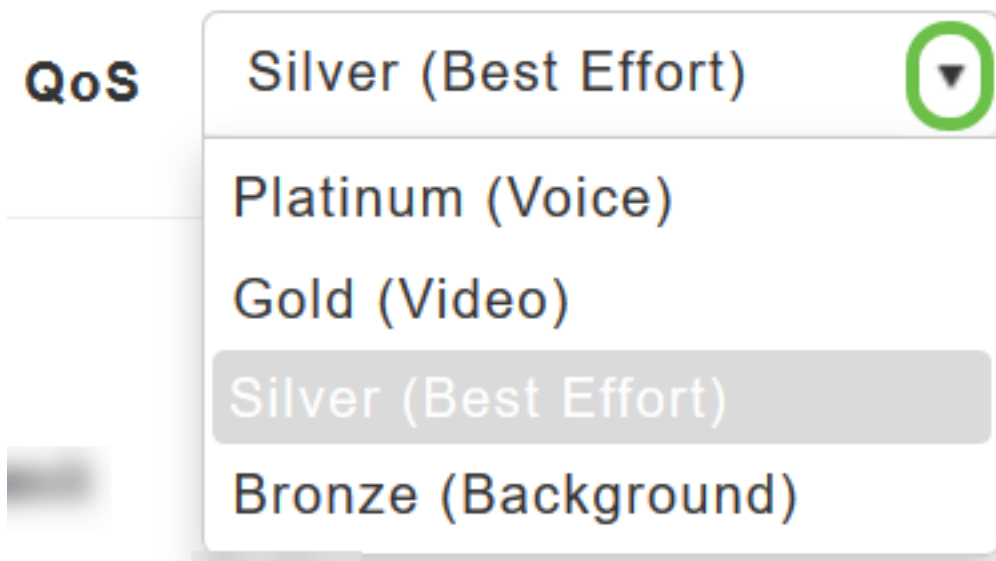 QoS Silver (Best Effort)
Platinum (Voice)
Gold (Video)
Silver (Best Effort)
Bronze (Background)